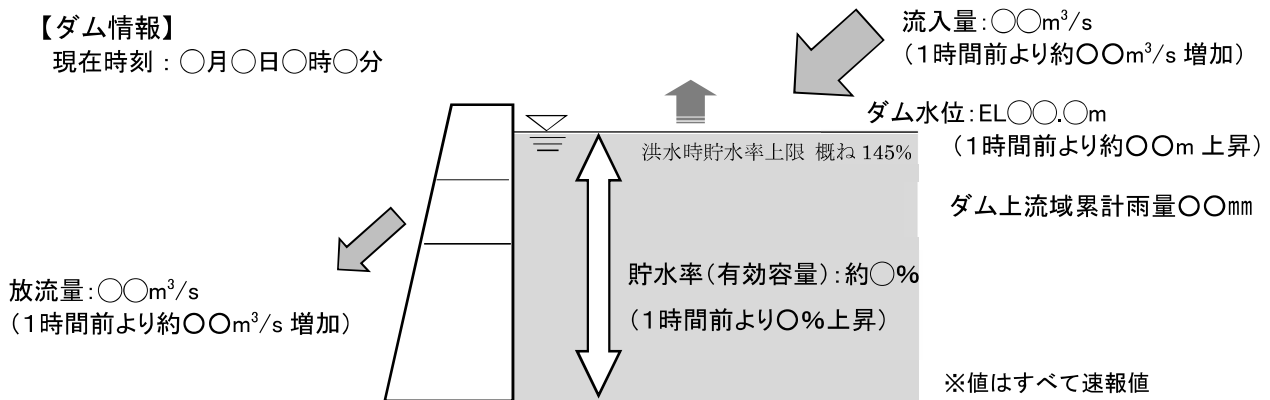 【ダム情報】
現在時刻：○月○日○時○分
流入量：○○m³/s
（１時間前より約○○m³/s 増加）
ダム水位：EL○○.○m
（１時間前より約○○m 上昇）
洪水時貯水率上限 概ね 145%
ダム上流域累計雨量○○㎜
貯水率（有効容量）：約○%
（１時間前より○%上昇）
放流量：○○m³/s
（１時間前より約○○m³/s 増加）
※値はすべて速報値